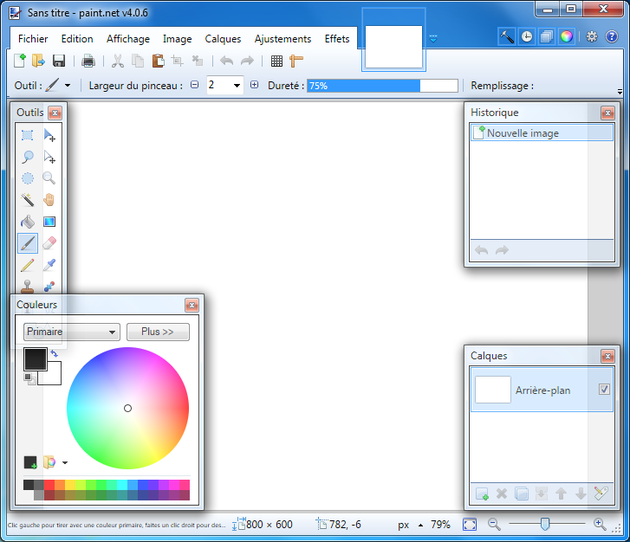 Sans titre - paint.net v4.0.6
Fichier Edition Affichage Image Calques Ajustements Effets
Outil : Largeur du pinceau : 2 Dureté : 75% Remplissage :
Outils
Historique
Nouvelle image
Couleurs
Primaire Plus >>
Calques
Arrière-plan
Clic gauche pour tirer avec une couleur primaire, faites un clic droit pour des... 800 × 600 782, -6 px 79%